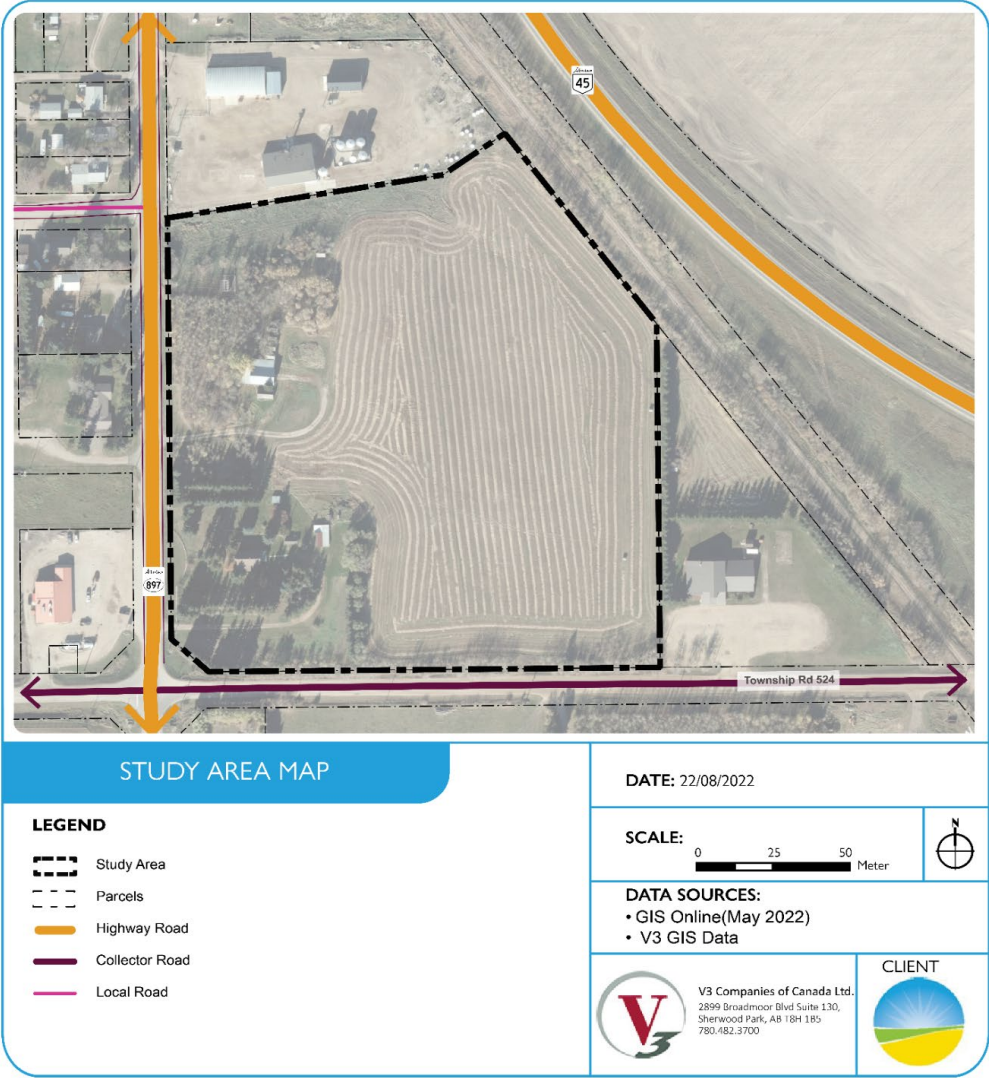 Alberta
45
Alberta
897
Township Rd 524
STUDY AREA MAP
LEGEND
Study Area
Parcels
Highway Road
Collector Road
Local Road
DATE: 22/08/2022
SCALE:
0 25 50
Meter
N
DATA SOURCES:
• GIS Online(May 2022)
• V3 GIS Data
V3
V3 Companies of Canada Ltd.
2899 Broadmoor Blvd Suite 130,
Sherwood Park, AB T8H 1B5
780.482.3700
CLIENT